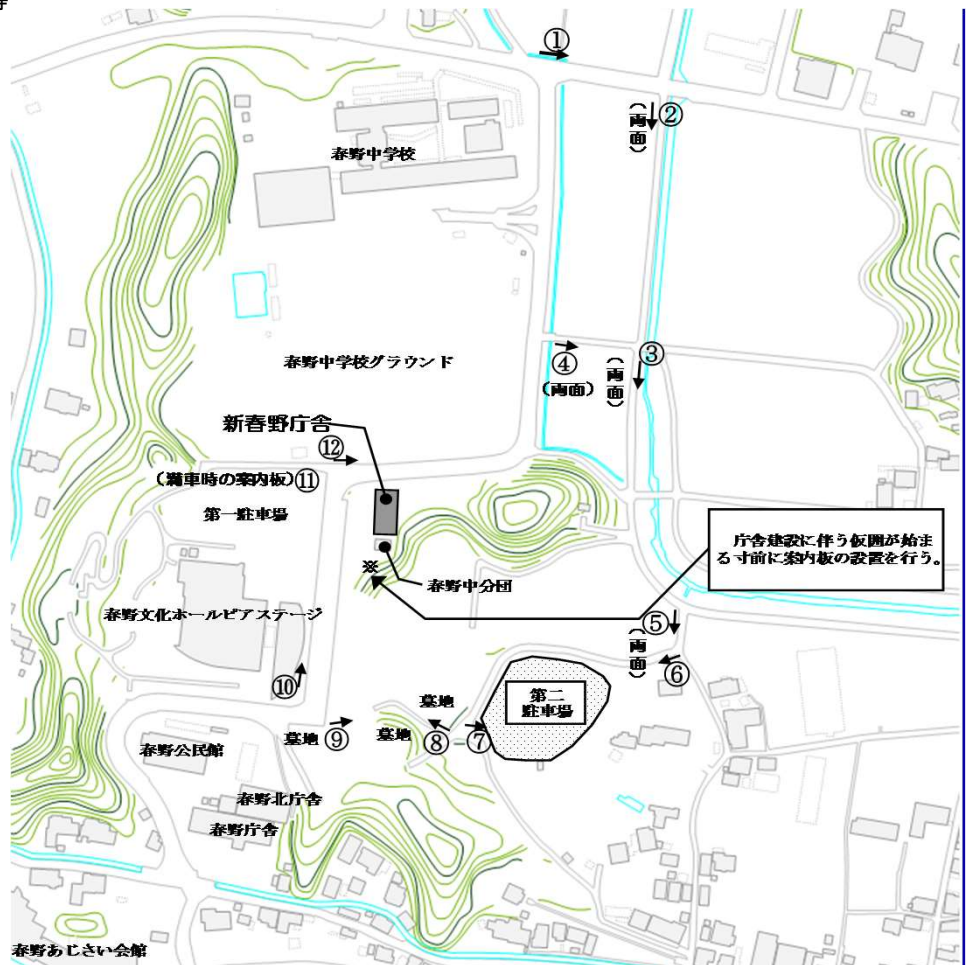 ①
②
(両面)
春野中学校
③
春野中学校グラウンド
④
(両面)
(両面)
新春野庁舎
⑫
(満車時の案内板)⑪
第一駐車場
庁舎建設に伴う仮囲が始ま
る寸前に案内板の設置を行う。
※
春野中分団
春野文化ホールピアステージ
⑤
(両面)
⑥
⑩
第二
駐車場
墓地
墓地
⑨
墓地
⑧
⑦
春野公民館
春野北庁舎
春野庁舎
春野あじさい会館